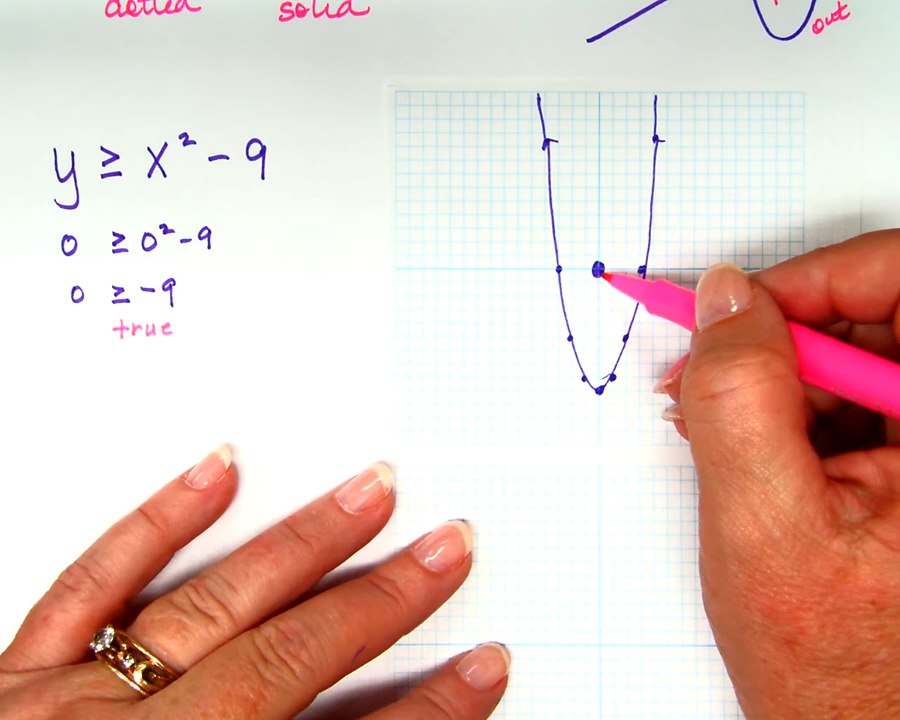 dotted solid
out
y ≥ x² - 9
0 ≥ 0² - 9
0 ≥ -9
true